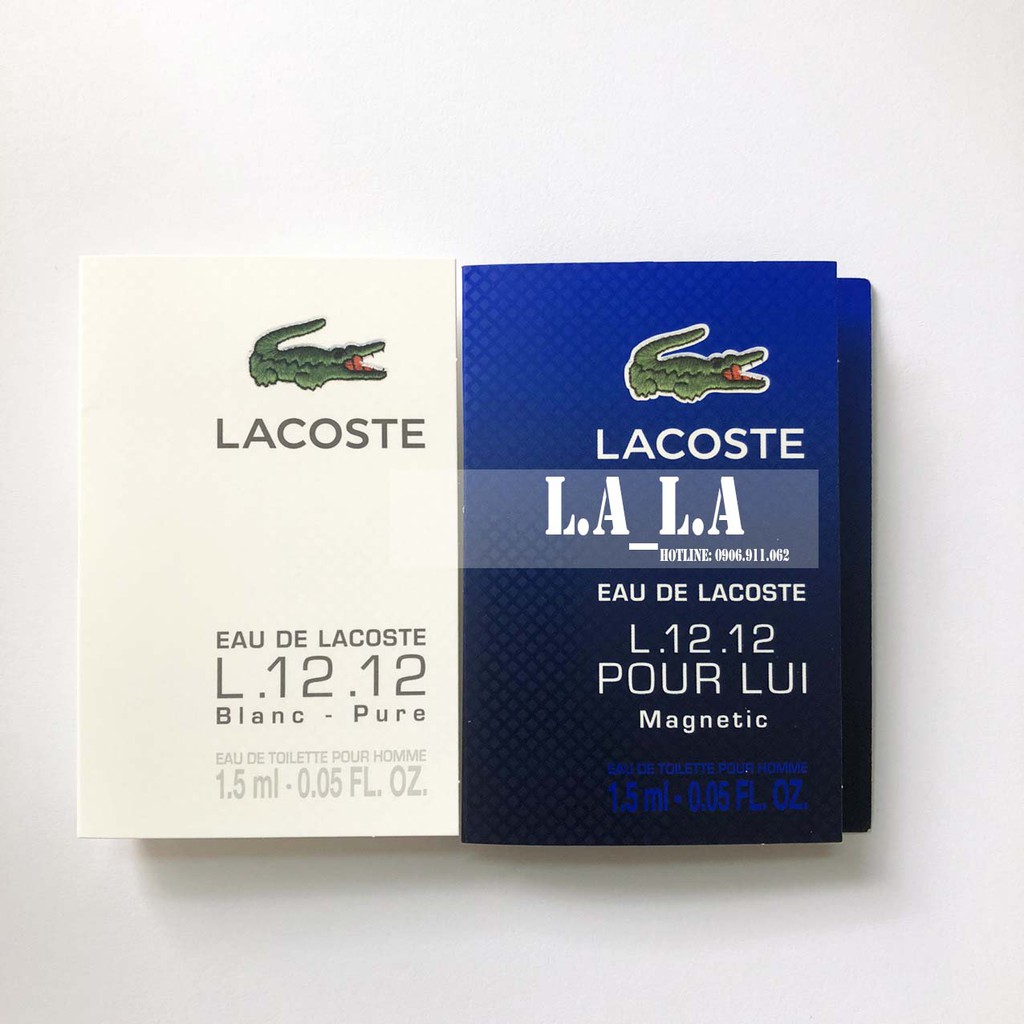 LACOSTE
EAU DE LACOSTE
L.12.12
Blanc - Pure
EAU DE TOILETTE POUR HOMME
1.5 ml - 0.05 FL. OZ.
LACOSTE
L.A_L.A
HOTLINE: 0906.911.062
EAU DE LACOSTE
L.12.12
POUR LUI
Magnetic
EAU DE TOILETTE POUR HOMME
1.5 ml - 0.05 FL. OZ.